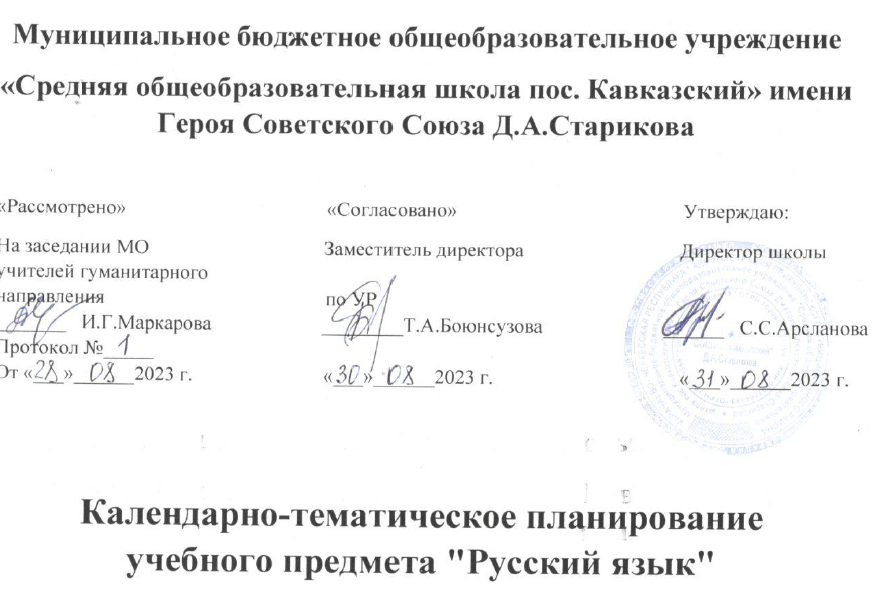 Муниципальное бюджетное общеобразовательное учреждение
«Средняя общеобразовательная школа пос. Кавказский» имени
Героя Советского Союза Д.А.Старикова
«Рассмотрено»
На заседании МО
учителей гуманитарного
направления
И.Г.Маркарова
Протокол № 1
От «28» 08 2023 г.
«Согласовано»
Заместитель директора
по УР
Т.А.Боюнсузова
«30» 08 2023 г.
Утверждаю:
Директор школы
С.С.Арсланова
«31» 08 2023 г.
Календарно-тематическое планирование
учебного предмета "Русский язык"